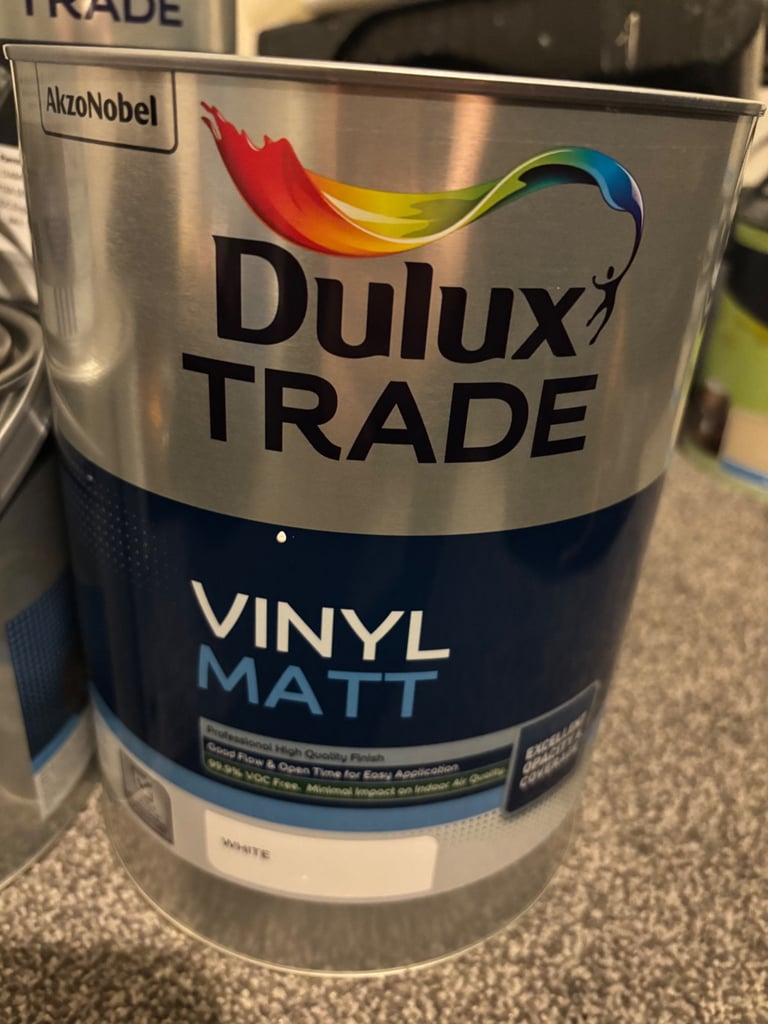 TRADE
AkzoNobel
Dulux
TRADE
VINYL
MATT
Professional High Quality Finish
Good Flow & Open Time for Easy Application
99.9% VOC Free. Minimal Impact on Indoor Air Quality
EXCELLENT
OPACITY &
COVERAGE
WHITE